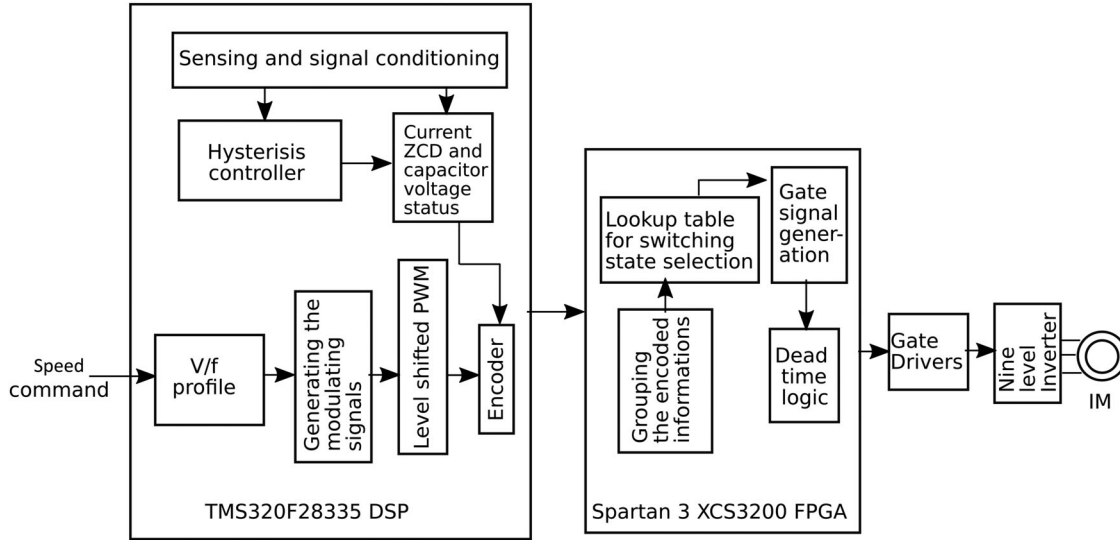 Sensing and signal conditioning
Hysterisis
controller
Current
ZCD and
capacitor
voltage
status
Speed
command
V/f
profile
Generating the
modulating
signals
Level shifted PWM
Encoder
TMS320F28335 DSP
Lookup table
for switching
state selection
Gate
signal
gener-
ation
Grouping
the encoded
informations
Dead
time
logic
Spartan 3 XCS3200 FPGA
Gate
Drivers
Nine
level
Inverter
IM